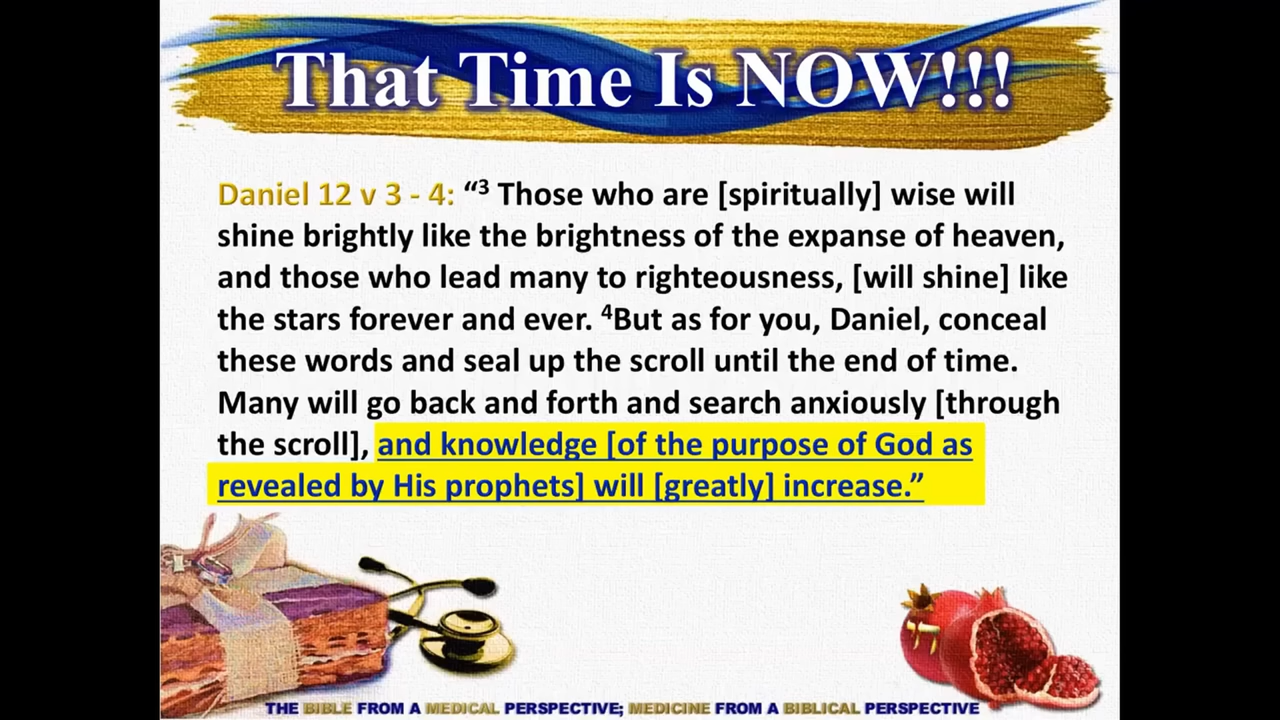 That Time Is NOW!!!
Daniel 12 v 3 - 4: “³ Those who are [spiritually] wise will
shine brightly like the brightness of the expanse of heaven,
and those who lead many to righteousness, [will shine] like
the stars forever and ever. ⁴But as for you, Daniel, conceal
these words and seal up the scroll until the end of time.
Many will go back and forth and search anxiously [through
the scroll], and knowledge [of the purpose of God as
revealed by His prophets] will [greatly] increase.”
THE BIBLE FROM A MEDICAL PERSPECTIVE; MEDICINE FROM A BIBLICAL PERSPECTIVE